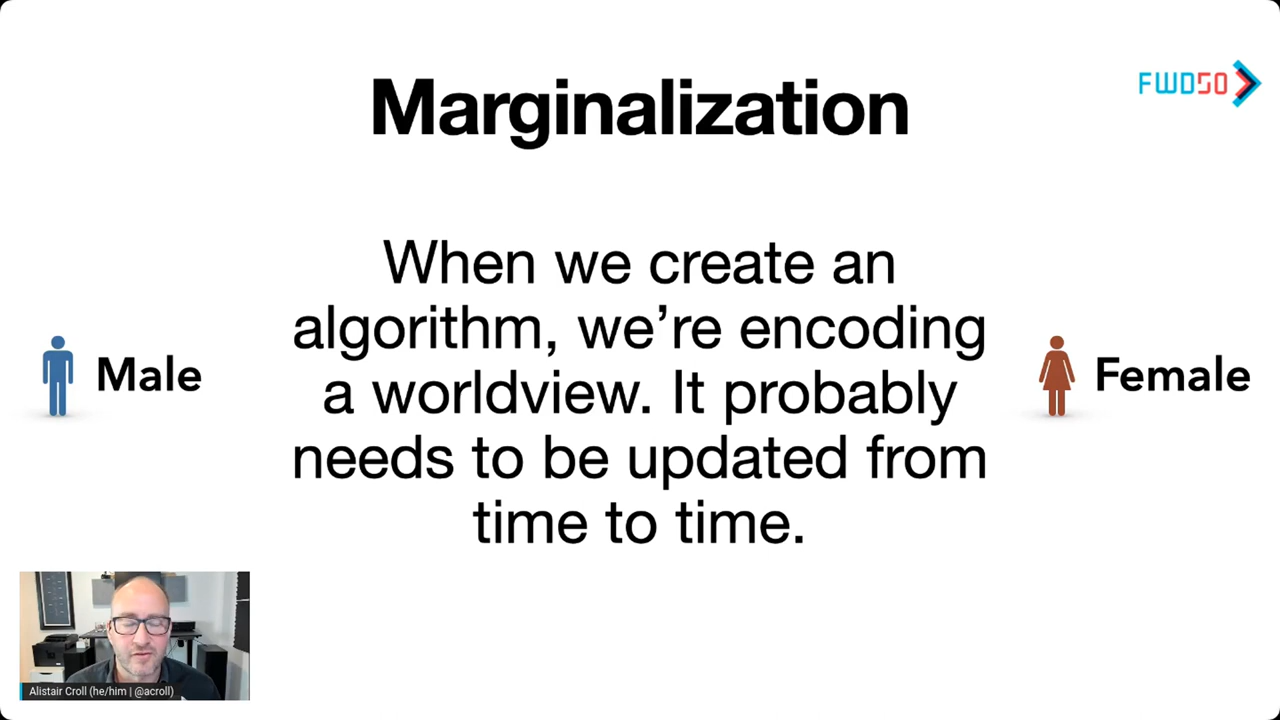 Marginalization
FWD50
When we create an
algorithm, we’re encoding
a worldview. It probably
needs to be updated from
time to time.
Male
Female
Alistair Croll (he/him | @acroll)